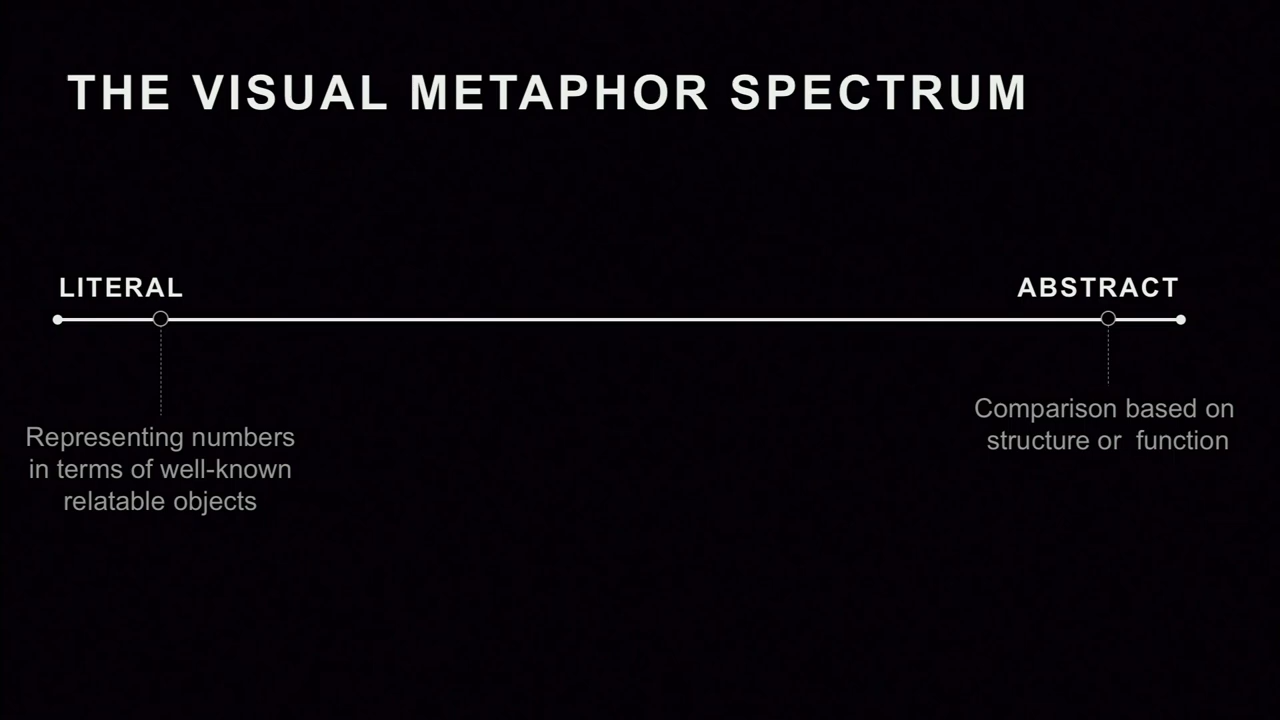 THE VISUAL METAPHOR SPECTRUM
LITERAL
ABSTRACT
Representing numbers
in terms of well-known
relatable objects
Comparison based on
structure or  function